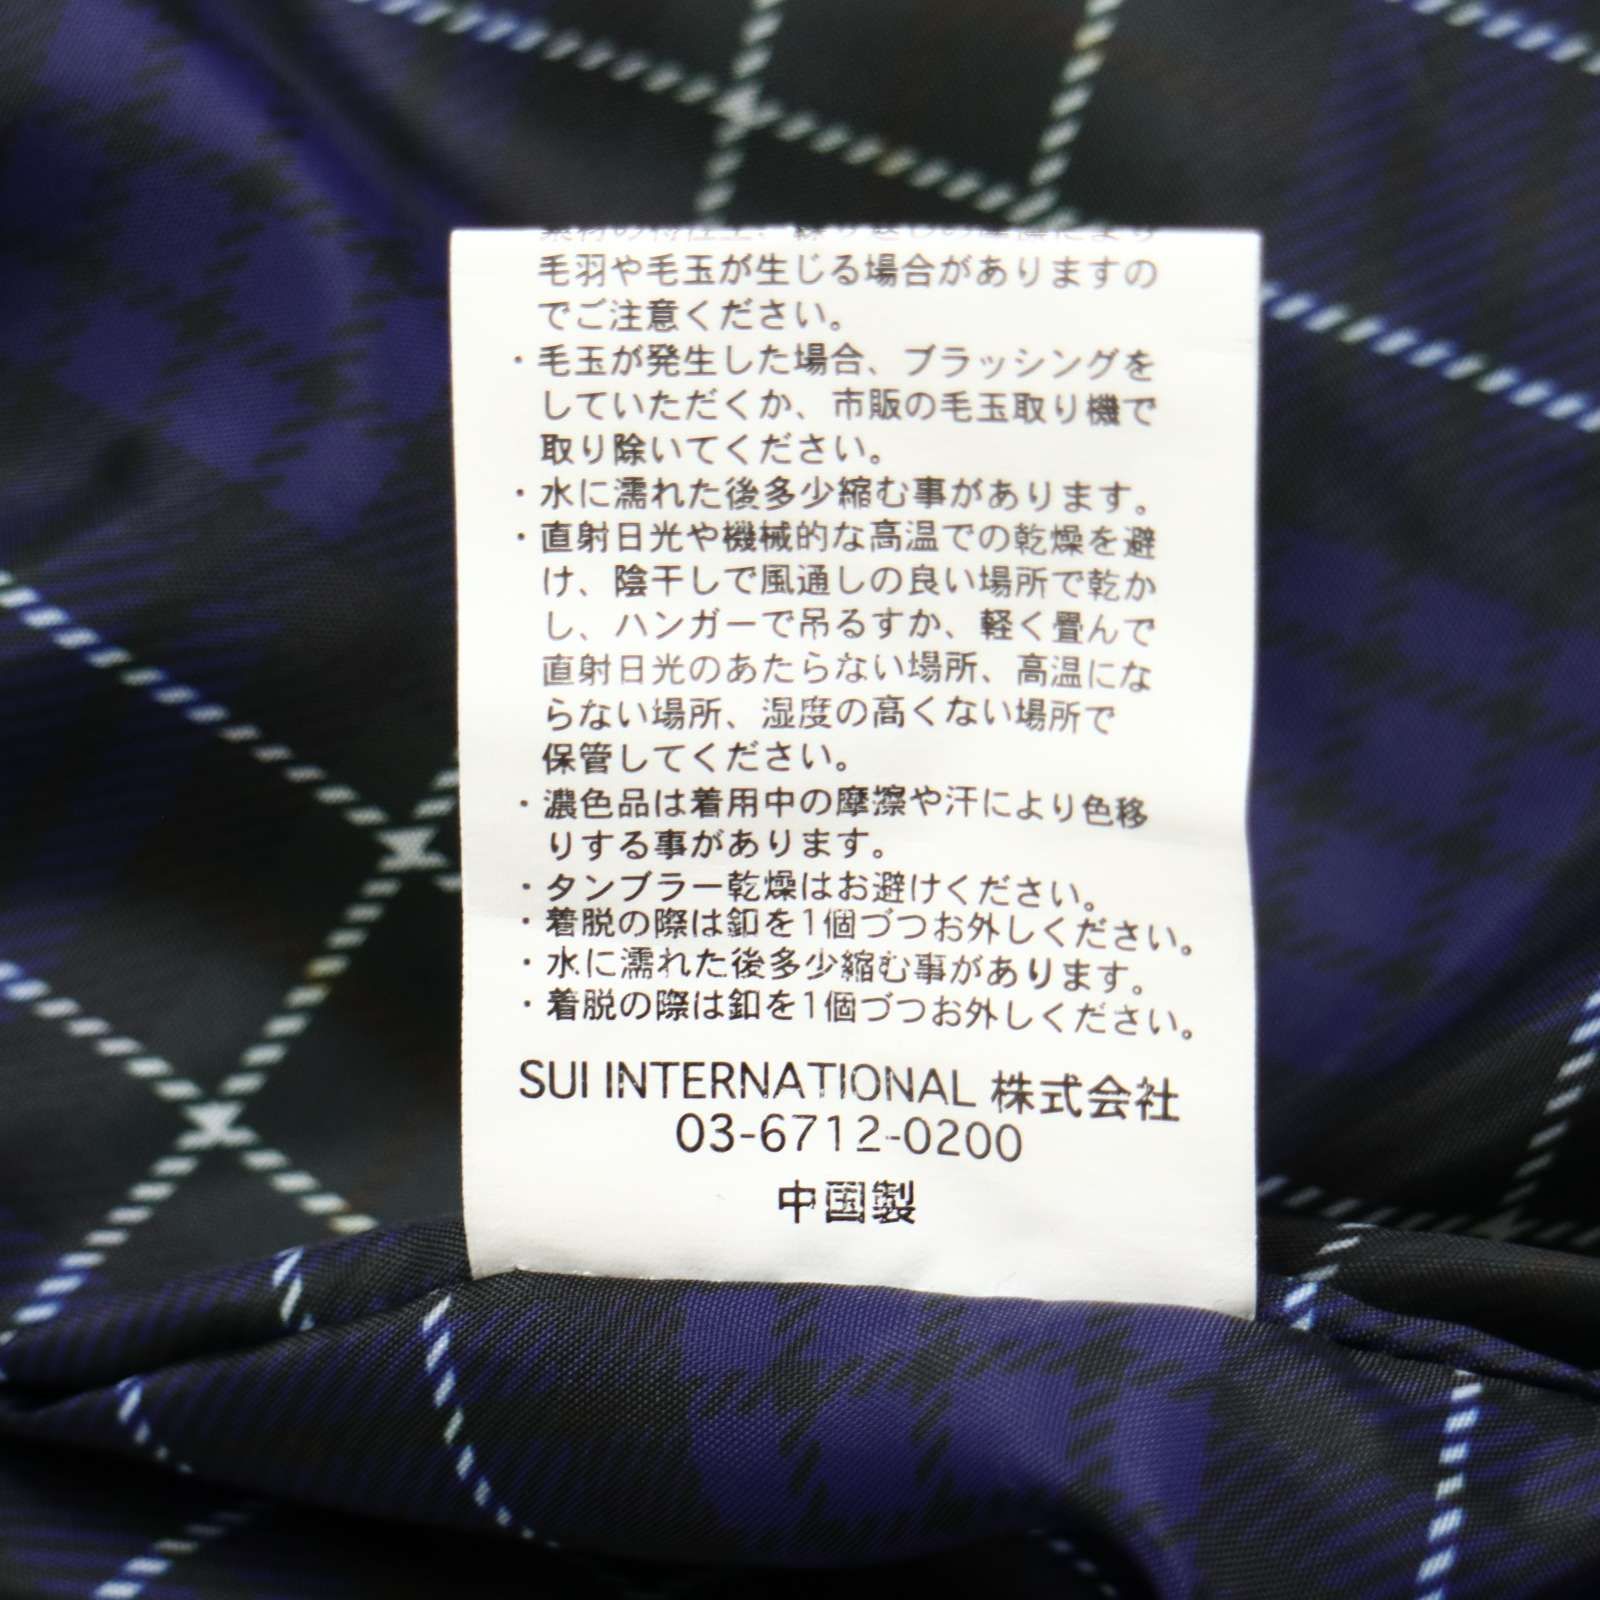 毛羽や毛玉が生じる場合がありますの
でご注意ください。
・毛玉が発生した場合、ブラッシングを
していただくか、市販の毛玉取り機で
取り除いてください。
・水に濡れた後多少縮む事があります。
・直射日光や機械的な高温での乾燥を避
け、陰干しで風通しの良い場所で乾か
し、ハンガーで吊るすか、軽く畳んで
直射日光のあたらない場所、高温にな
らない場所、湿度の高くない場所で
保管してください。
・濃色品は着用中の摩擦や汗により色移
りする事があります。
・タンブラー乾燥はお避けください。
・着脱の際は釦を1個づつお外しください。
・水に濡れた後多少縮む事があります。
・着脱の際は釦を1個づつお外しください。
SUI INTERNATIONAL 株式会社
03-6712-0200
中国製